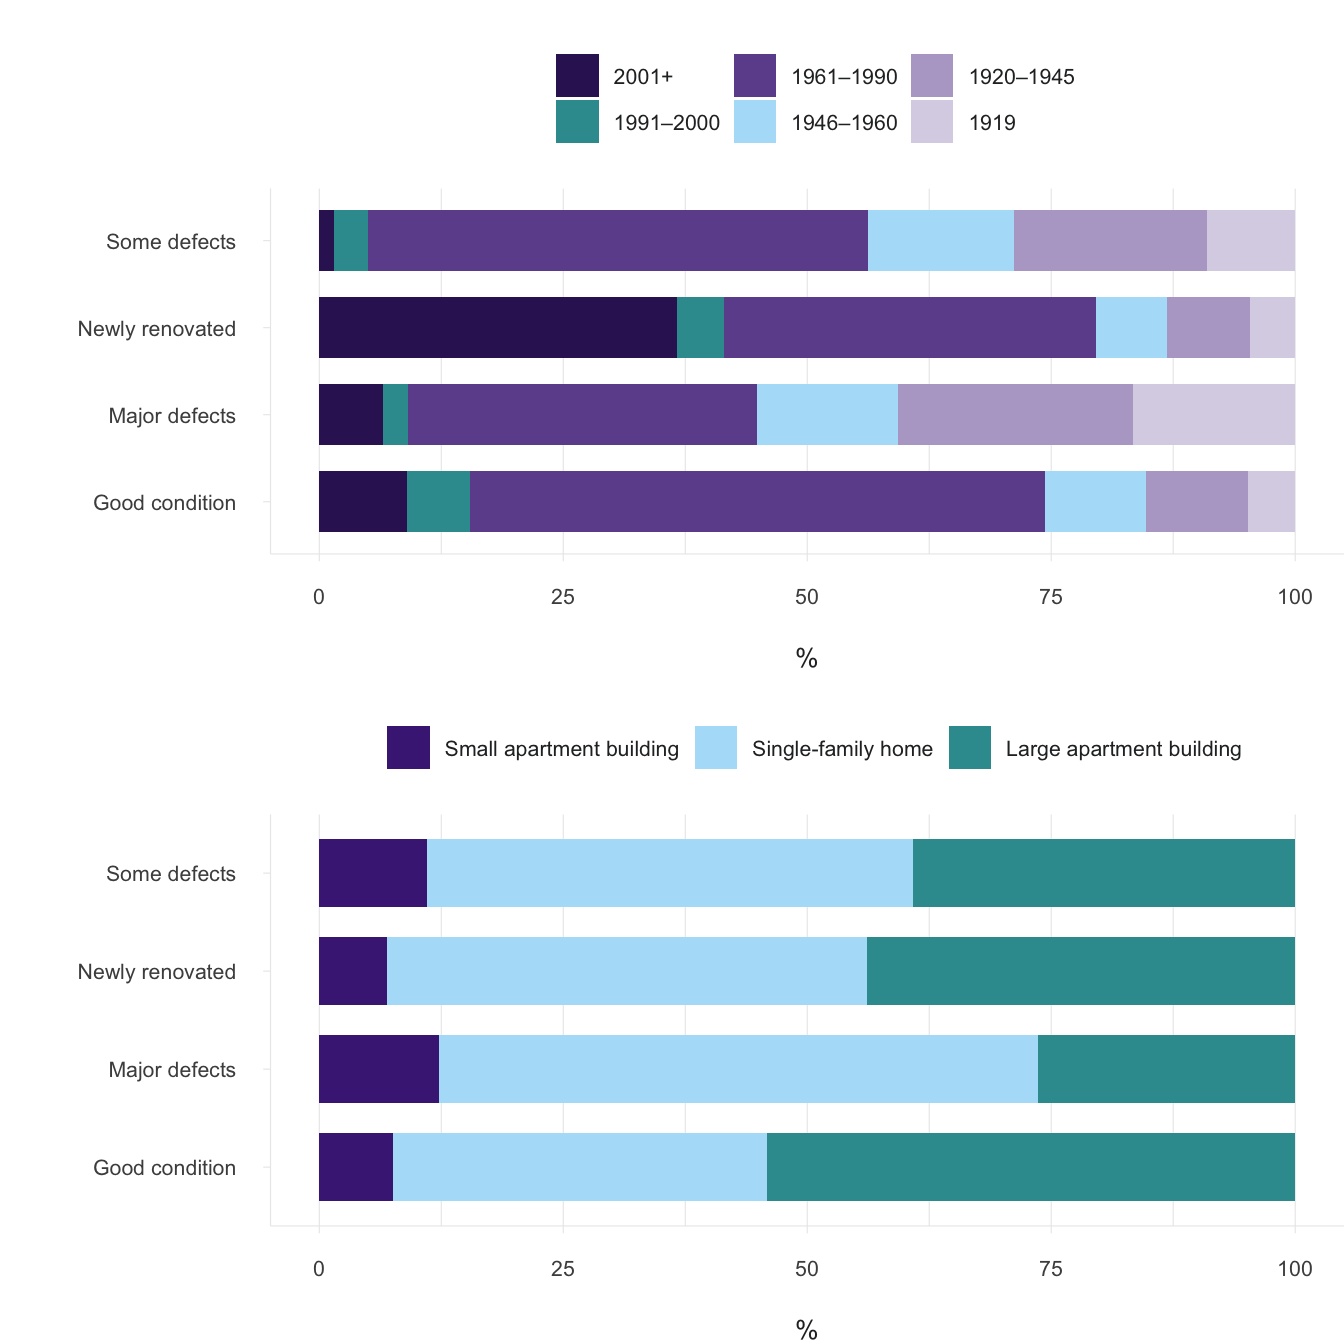 2001+ 1961–1990 1920–1945
1991–2000 1946–1960 1919
Some defects
Newly renovated
Major defects
Good condition
0 25 50 75 100
%
Small apartment building Single-family home Large apartment building
Some defects
Newly renovated
Major defects
Good condition
0 25 50 75 100
%